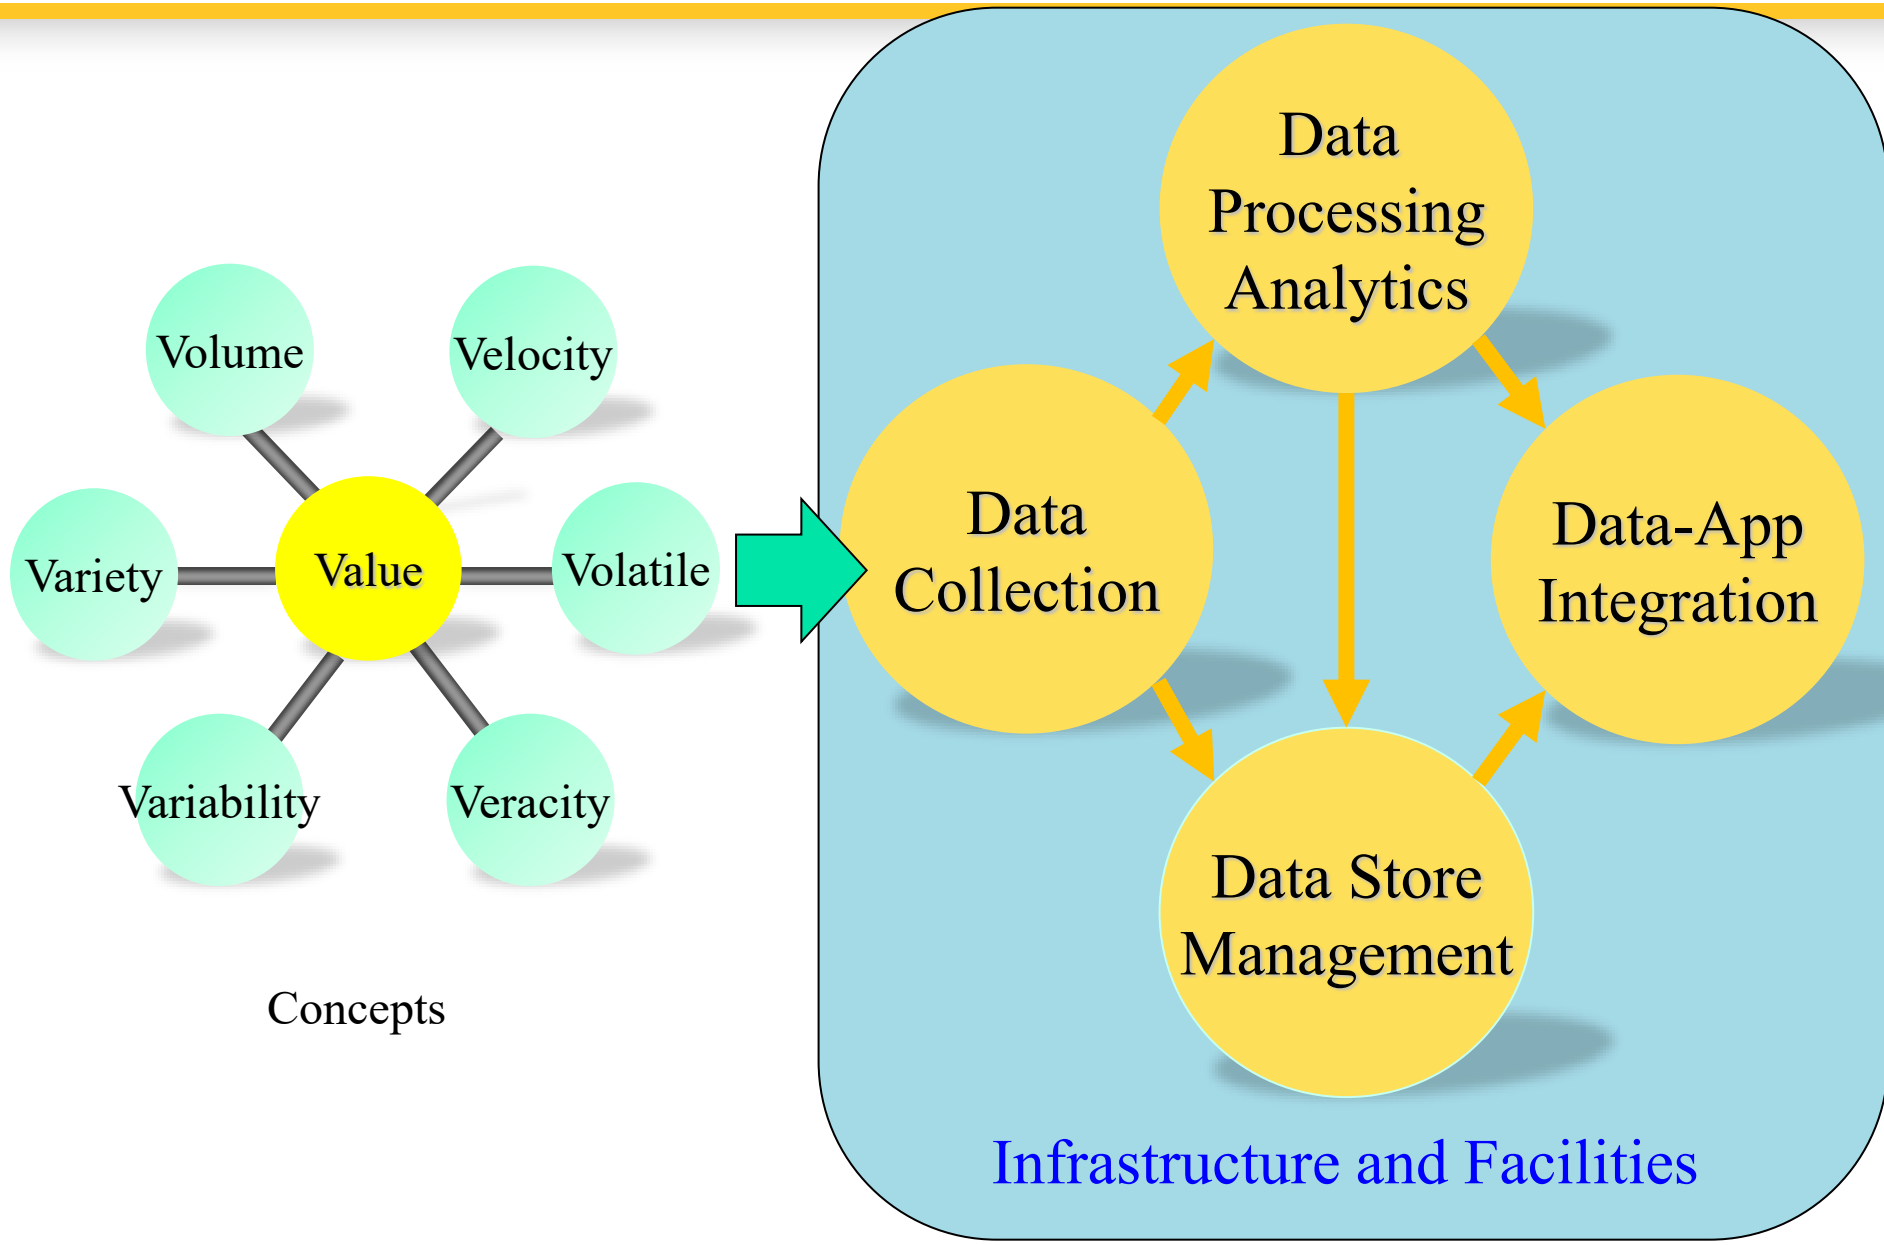 Volume
Velocity
Variety
Value
Volatile
Variability
Veracity
Concepts
Data
Processing
Analytics
Data
Collection
Data-App
Integration
Data Store
Management
Infrastructure and Facilities